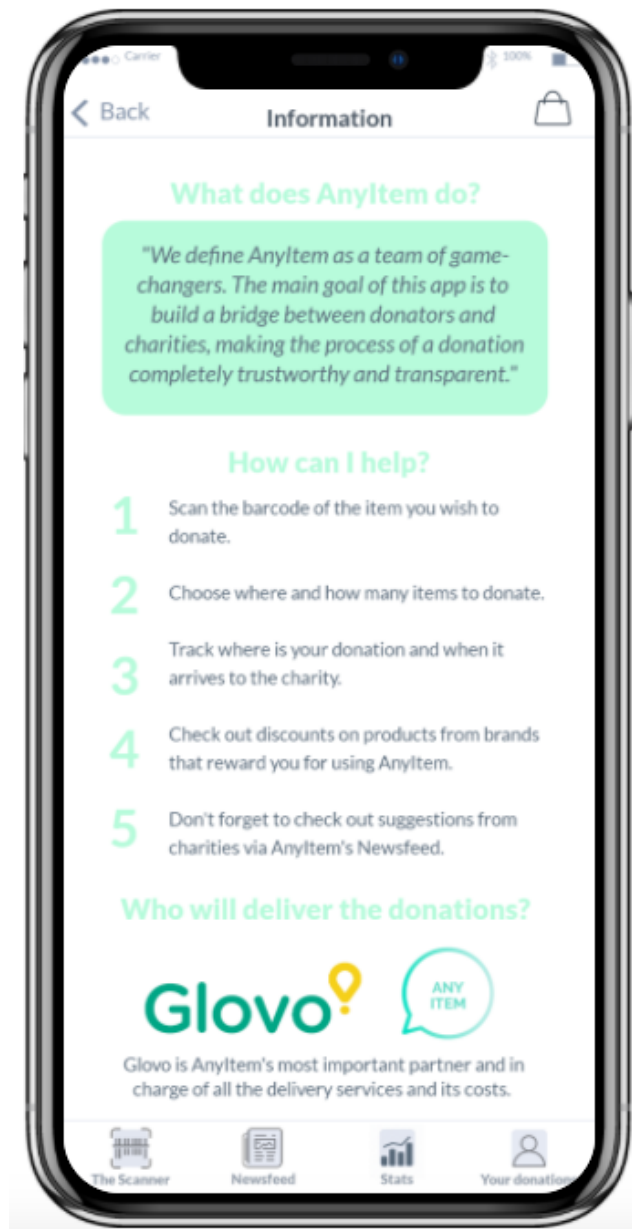 Carrier
100%
Back
Information
What does AnyItem do?
"We define AnyItem as a team of game-
changers. The main goal of this app is to
build a bridge between donators and
charities, making the process of a donation
completely trustworthy and transparent."
How can I help?
1 Scan the barcode of the item you wish to
donate.
2 Choose where and how many items to donate.
3 Track where is your donation and when it
arrives to the charity.
4 Check out discounts on products from brands
that reward you for using AnyItem.
5 Don't forget to check out suggestions from
charities via AnyItem's Newsfeed.
Who will deliver the donations?
Glovo
ANY
ITEM
Glovo is AnyItem's most important partner and in
charge of all the delivery services and its costs.
The Scanner Newsfeed Stats Your donations